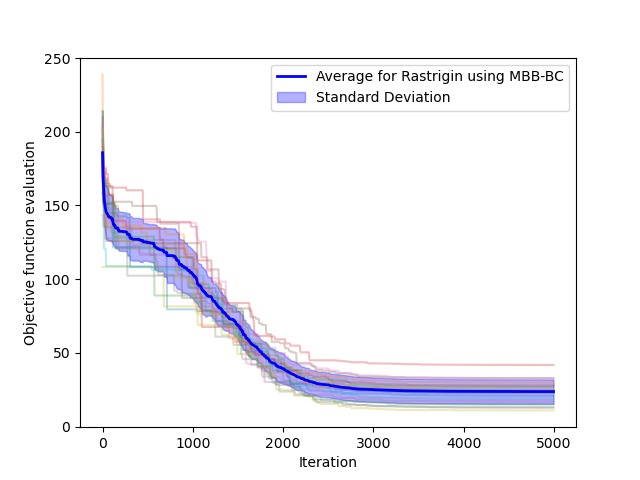 250
200
150
100
50
0
Objective function evaluation
Average for Rastrigin using MBB-BC
Standard Deviation
0 1000 2000 3000 4000 5000
Iteration